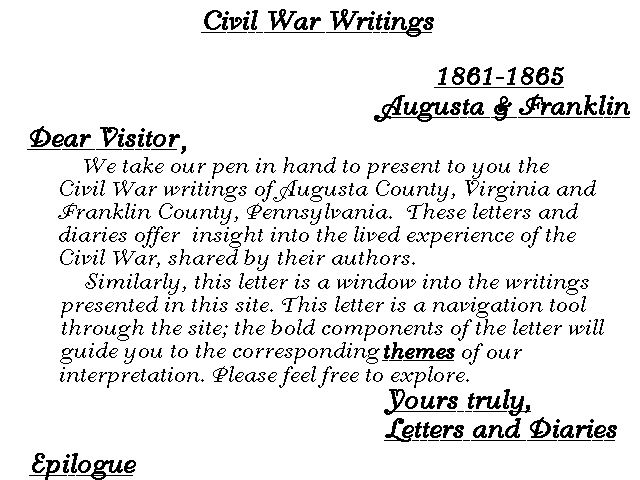 Civil War Writings
1861-1865
Augusta & Franklin
Dear Visitor,
We take our pen in hand to present to you the
Civil War writings of Augusta County, Virginia and
Franklin County, Pennsylvania. These letters and
diaries offer insight into the lived experience of the
Civil War, shared by their authors.
Similarly, this letter is a window into the writings
presented in this site. This letter is a navigation tool
through the site; the bold components of the letter will
guide you to the corresponding themes of our
interpretation. Please feel free to explore.
Yours truly,
Letters and Diaries
Epilogue